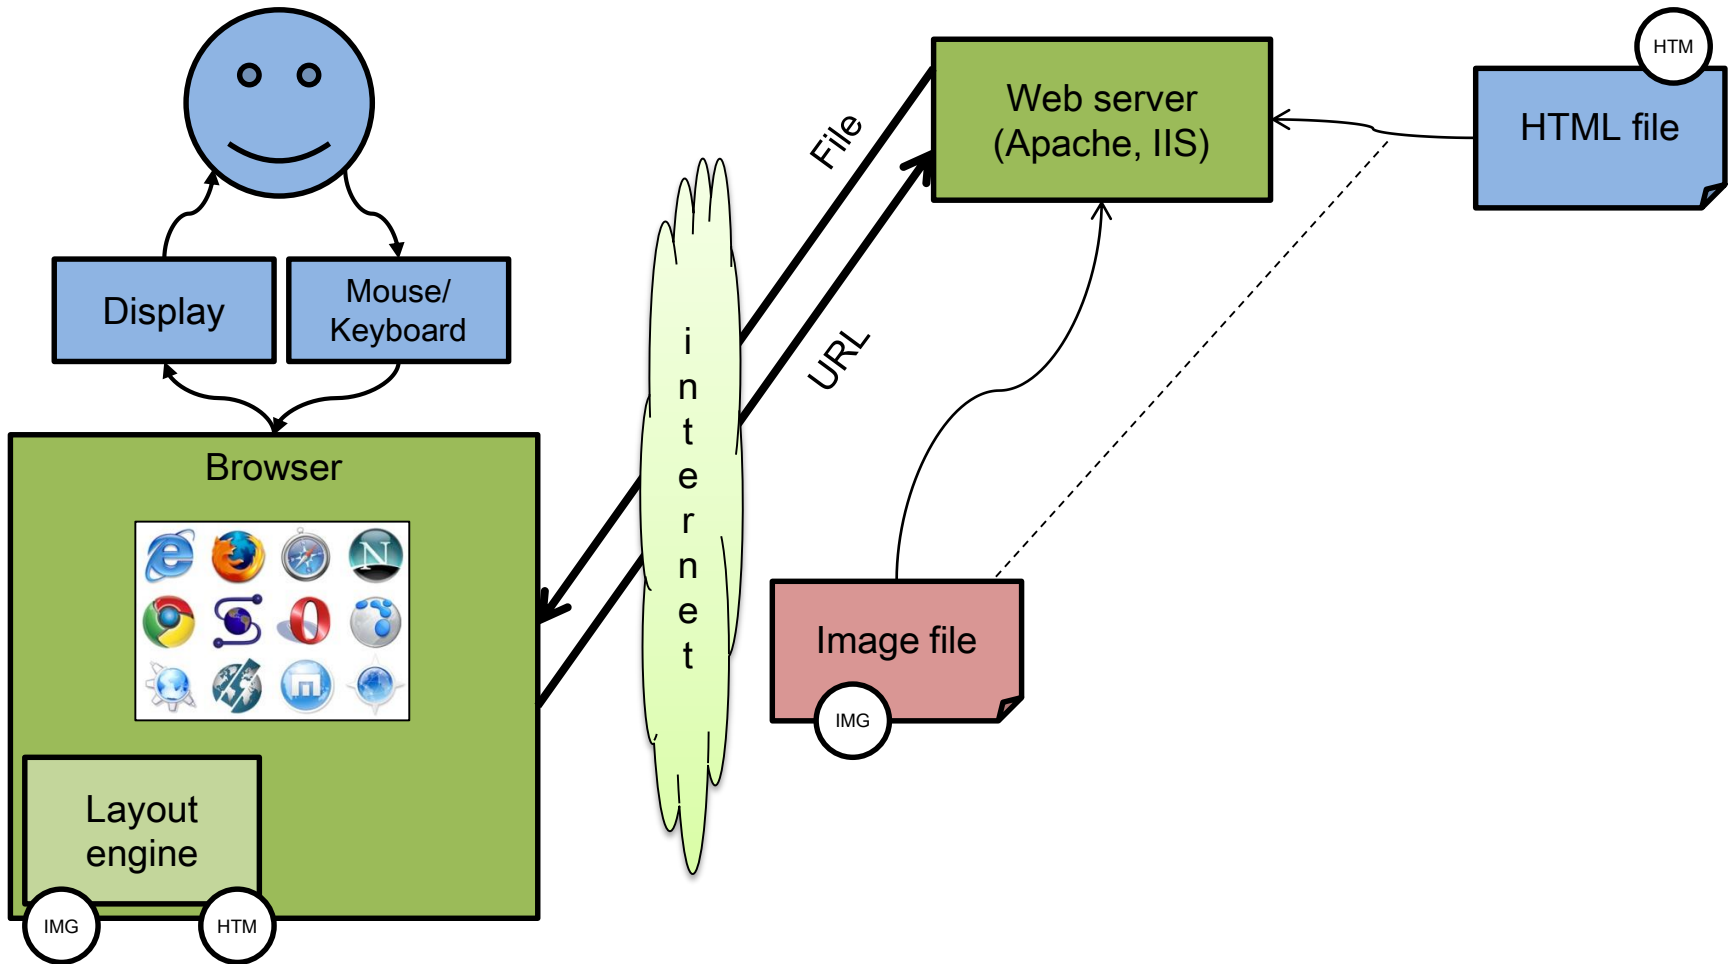 HTM
Web server
(Apache, IIS)
HTML file
File
URL
Display
Mouse/
Keyboard
internet
Browser
N
Image file
IMG
Layout
engine
IMG
HTM